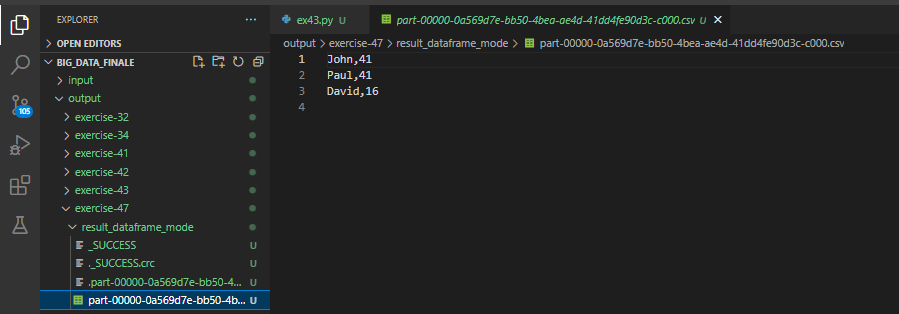 EXPLORER
OPEN EDITORS
BIG_DATA_FINALE
input
output
exercise-32
exercise-34
exercise-41
exercise-42
exercise-43
exercise-47
result_dataframe_mode
_SUCCESS U
._SUCCESS.crc U
.part-00000-0a569d7e-bb50-4... U
part-00000-0a569d7e-bb50-4b... U
105
ex43.py U
part-00000-0a569d7e-bb50-4bea-ae4d-41dd4fe90d3c-c000.csv U
output > exercise-47 > result_dataframe_mode > part-00000-0a569d7e-bb50-4bea-ae4d-41dd4fe90d3c-c000.csv
1 John,41
2 Paul,41
3 David,16
4